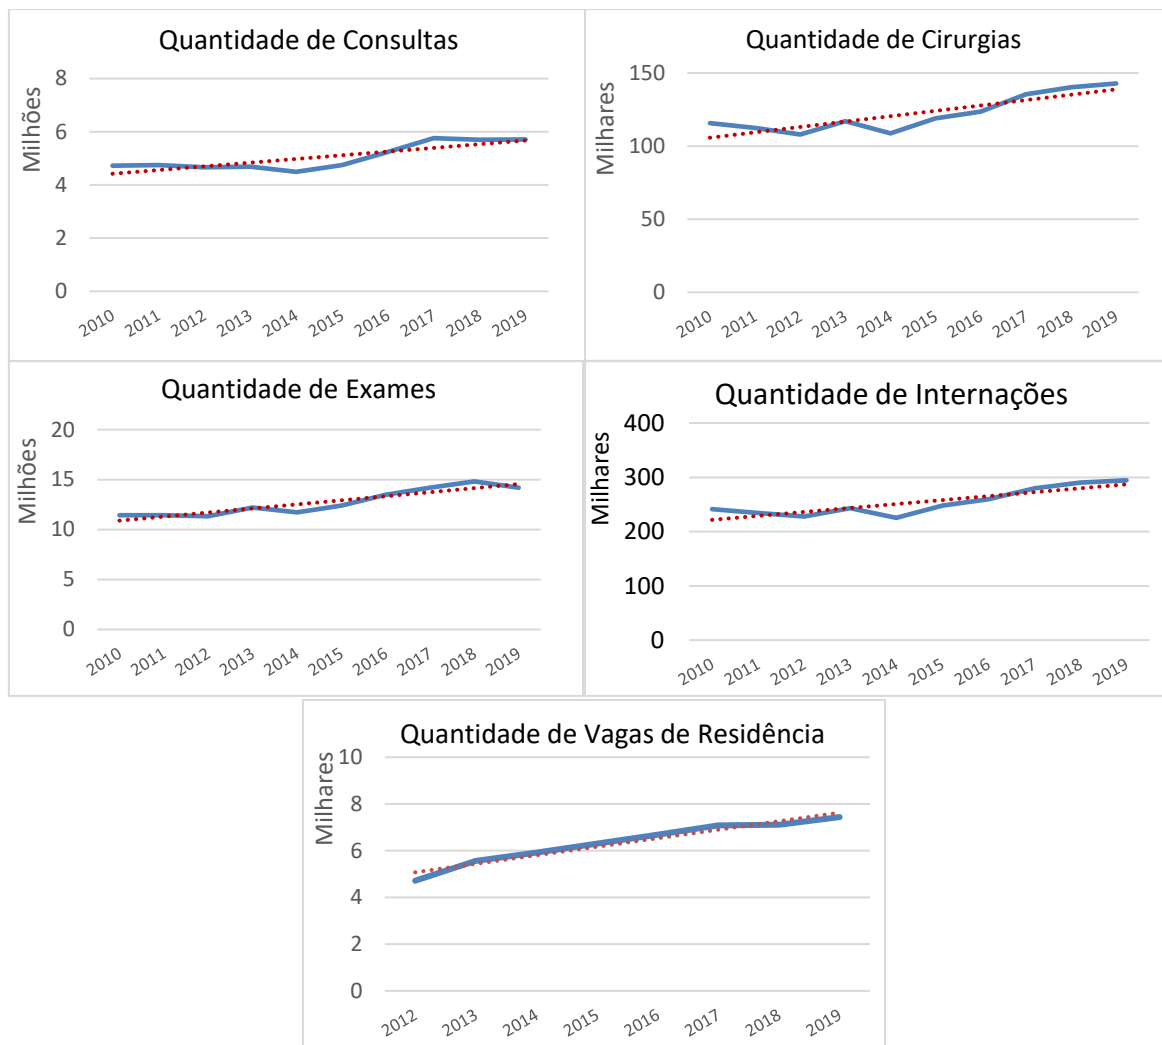 Quantidade de Consultas
Milhões
8
6
4
2
0
2010 2011 2012 2013 2014 2015 2016 2017 2018 2019
Quantidade de Cirurgias
Milhares
150
100
50
0
2010 2011 2012 2013 2014 2015 2016 2017 2018 2019
Quantidade de Exames
Milhões
20
15
10
5
0
2010 2011 2012 2013 2014 2015 2016 2017 2018 2019
Quantidade de Internações
Milhares
400
300
200
100
0
2010 2011 2012 2013 2014 2015 2016 2017 2018 2019
Quantidade de Vagas de Residência
Milhares
10
8
6
4
2
0
2012 2013 2014 2015 2016 2017 2018 2019